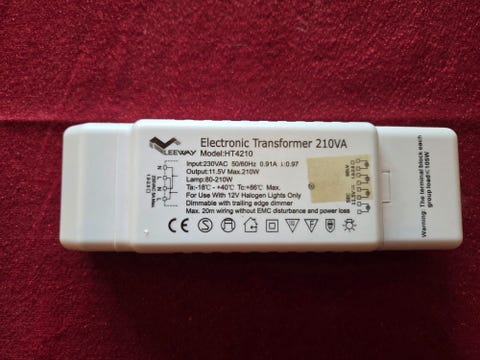 LEEWAY
Electronic Transformer 210VA
Model:HT4210
Input:230VAC 50/60Hz 0.91A λ:0.97
Output:11.5V Max.210W
Lamp:80-210W
Ta:-18℃ - +40℃ Tc:+86℃ Max.
For Use With 12V Halogen Lights Only
Dimmable with trailing edge dimmer
Max. 20m wiring without EMC disturbance and power loss
N
N
L
L
CE
S
F
Warning: The terminal block each
group load≤105W